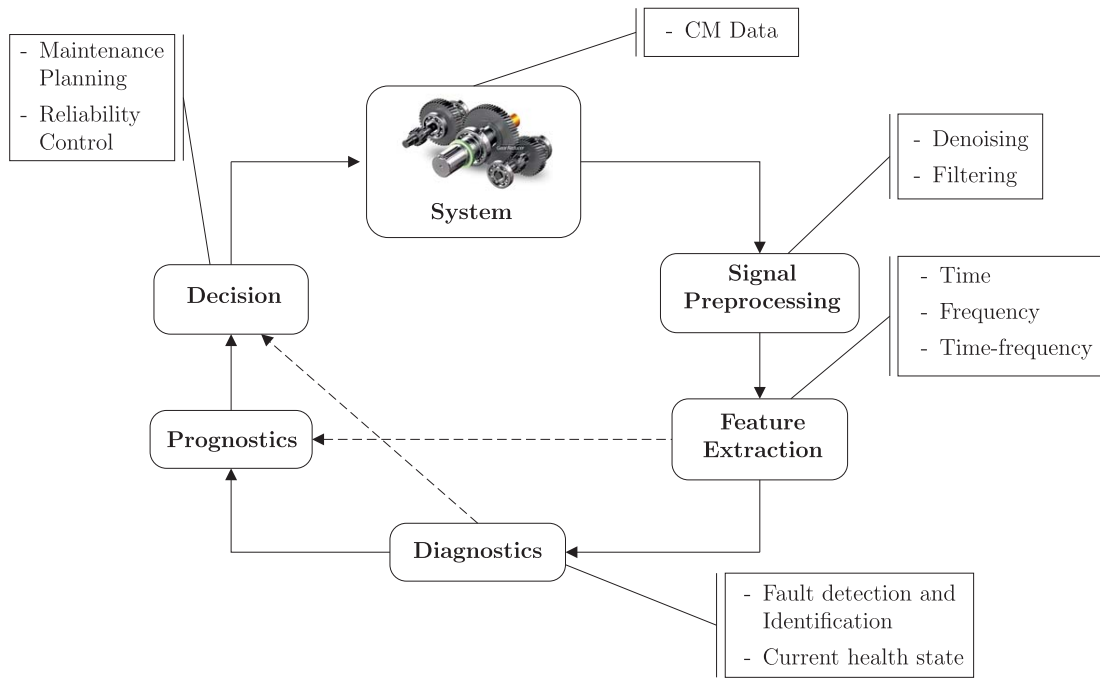 - CM Data
- Maintenance
Planning
- Reliability
Control
System
- Denoising
- Filtering
Signal
Preprocessing
Decision
- Time
- Frequency
- Time-frequency
Feature
Extraction
Prognostics
Diagnostics
- Fault detection and
Identification
- Current health state